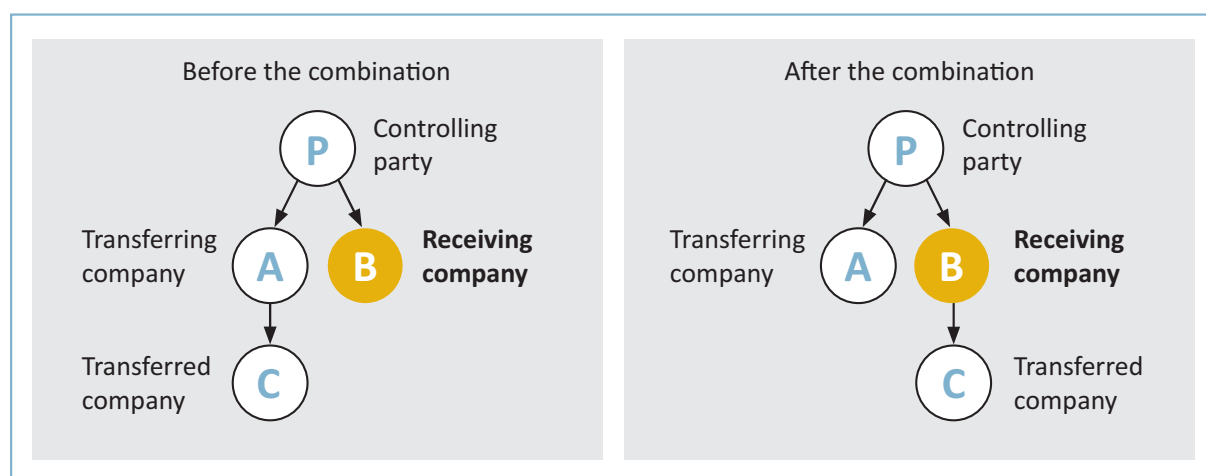 Before the combination
P
Controlling
party
Transferring
company
A
B
Receiving
company
Transferred
company
C
After the combination
P
Controlling
party
Transferring
company
A
B
Receiving
company
C
Transferred
company